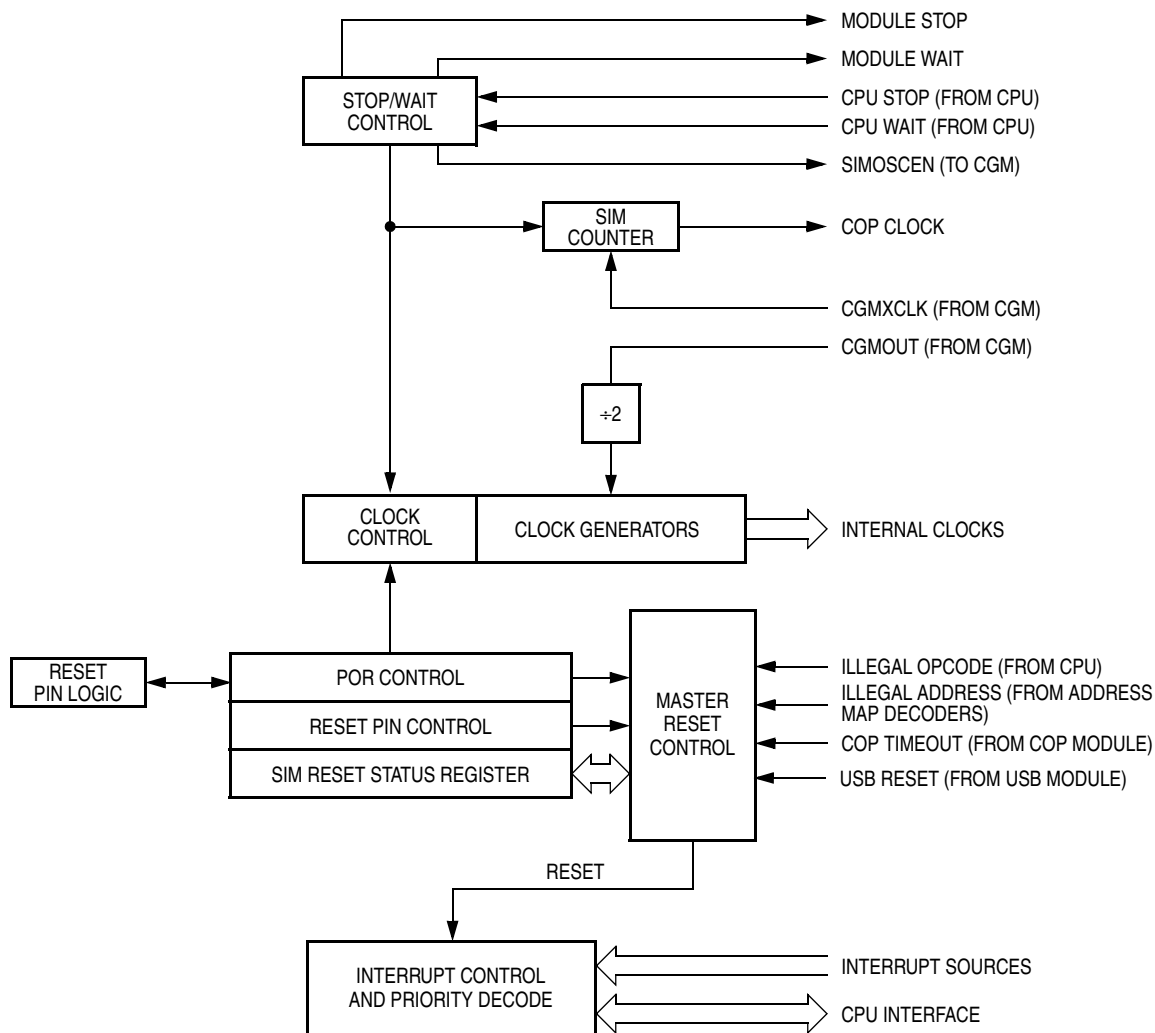 MODULE STOP
MODULE WAIT
STOP/WAIT
CONTROL
CPU STOP (FROM CPU)
CPU WAIT (FROM CPU)
SIMOSCEN (TO CGM)
SIM
COUNTER
COP CLOCK
CGMXCLK (FROM CGM)
CGMOUT (FROM CGM)
÷2
CLOCK
CONTROL
CLOCK GENERATORS
INTERNAL CLOCKS
RESET
PIN LOGIC
POR CONTROL
RESET PIN CONTROL
SIM RESET STATUS REGISTER
MASTER
RESET
CONTROL
ILLEGAL OPCODE (FROM CPU)
ILLEGAL ADDRESS (FROM ADDRESS
MAP DECODERS)
COP TIMEOUT (FROM COP MODULE)
USB RESET (FROM USB MODULE)
RESET
INTERRUPT CONTROL
AND PRIORITY DECODE
INTERRUPT SOURCES
CPU INTERFACE